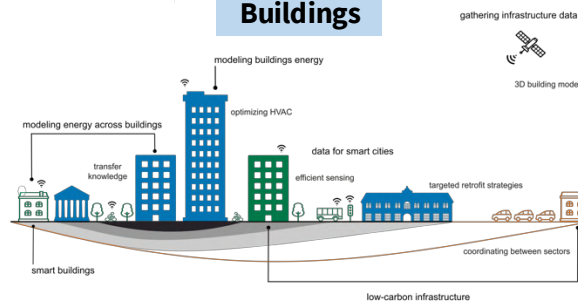 Buildings
gathering infrastructure data
modeling buildings energy
3D building mode
optimizing HVAC
modeling energy across buildings
data for smart cities
transfer
knowledge
efficient sensing
targeted retrofit strategies
coordinating between sectors
smart buildings
low-carbon infrastructure